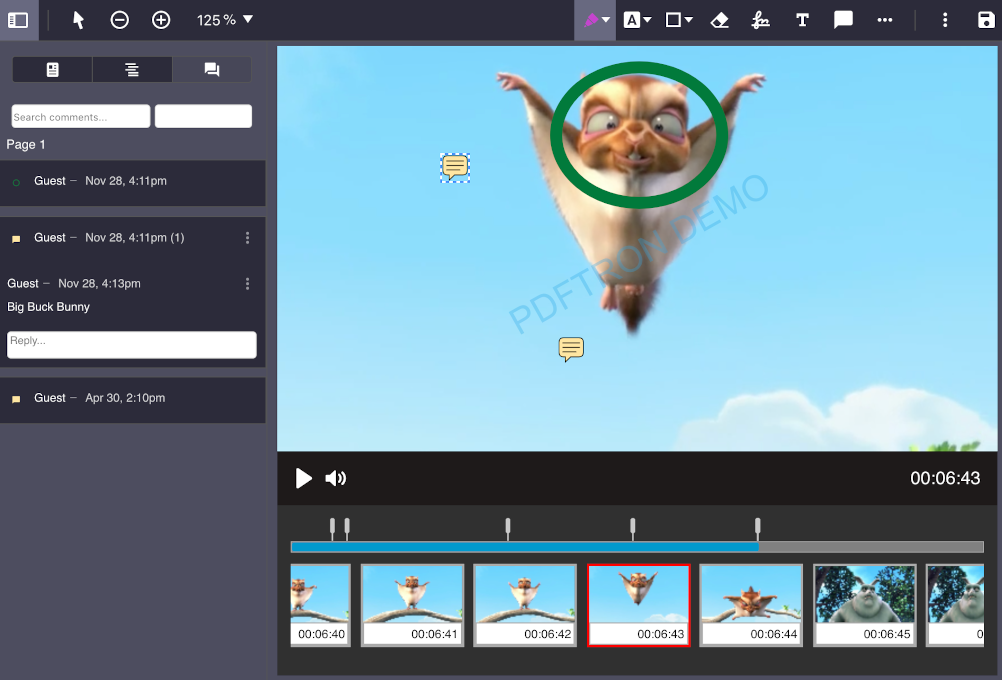 125 % ▼
A
T
Search comments...
Page 1
Guest – Nov 28, 4:11pm
Guest – Nov 28, 4:11pm (1)
Guest – Nov 28, 4:13pm
Big Buck Bunny
Reply...
Guest – Apr 30, 2:10pm
PDFTRON DEMO
00:06:43
00:06:40
00:06:41
00:06:42
00:06:43
00:06:44
00:06:45
0